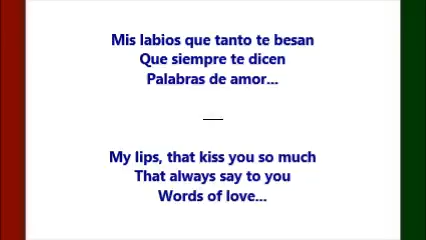 Mis labios que tanto te besan
Que siempre te dicen
Palabras de amor...
My lips, that kiss you so much
That always say to you
Words of love...